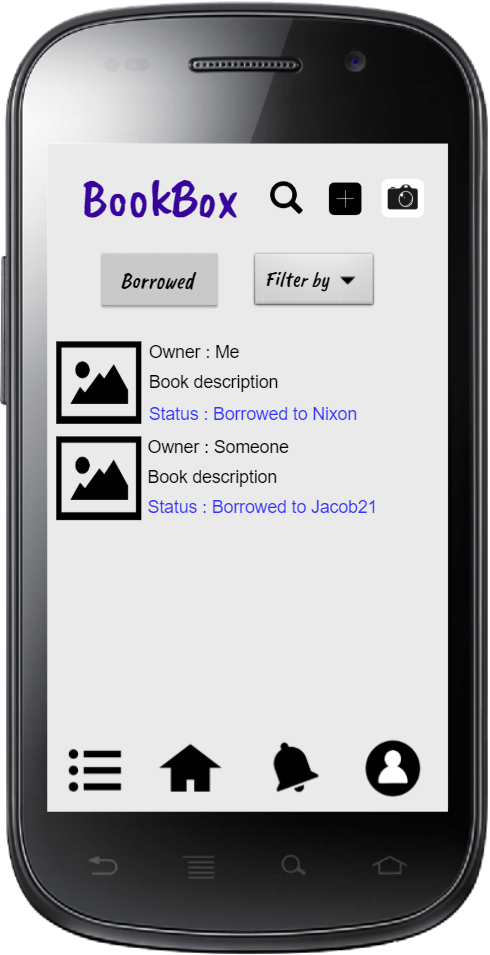 BookBox
Borrowed
Filter by
Owner : Me
Book description
Status : Borrowed to Nixon
Owner : Someone
Book description
Status : Borrowed to Jacob21